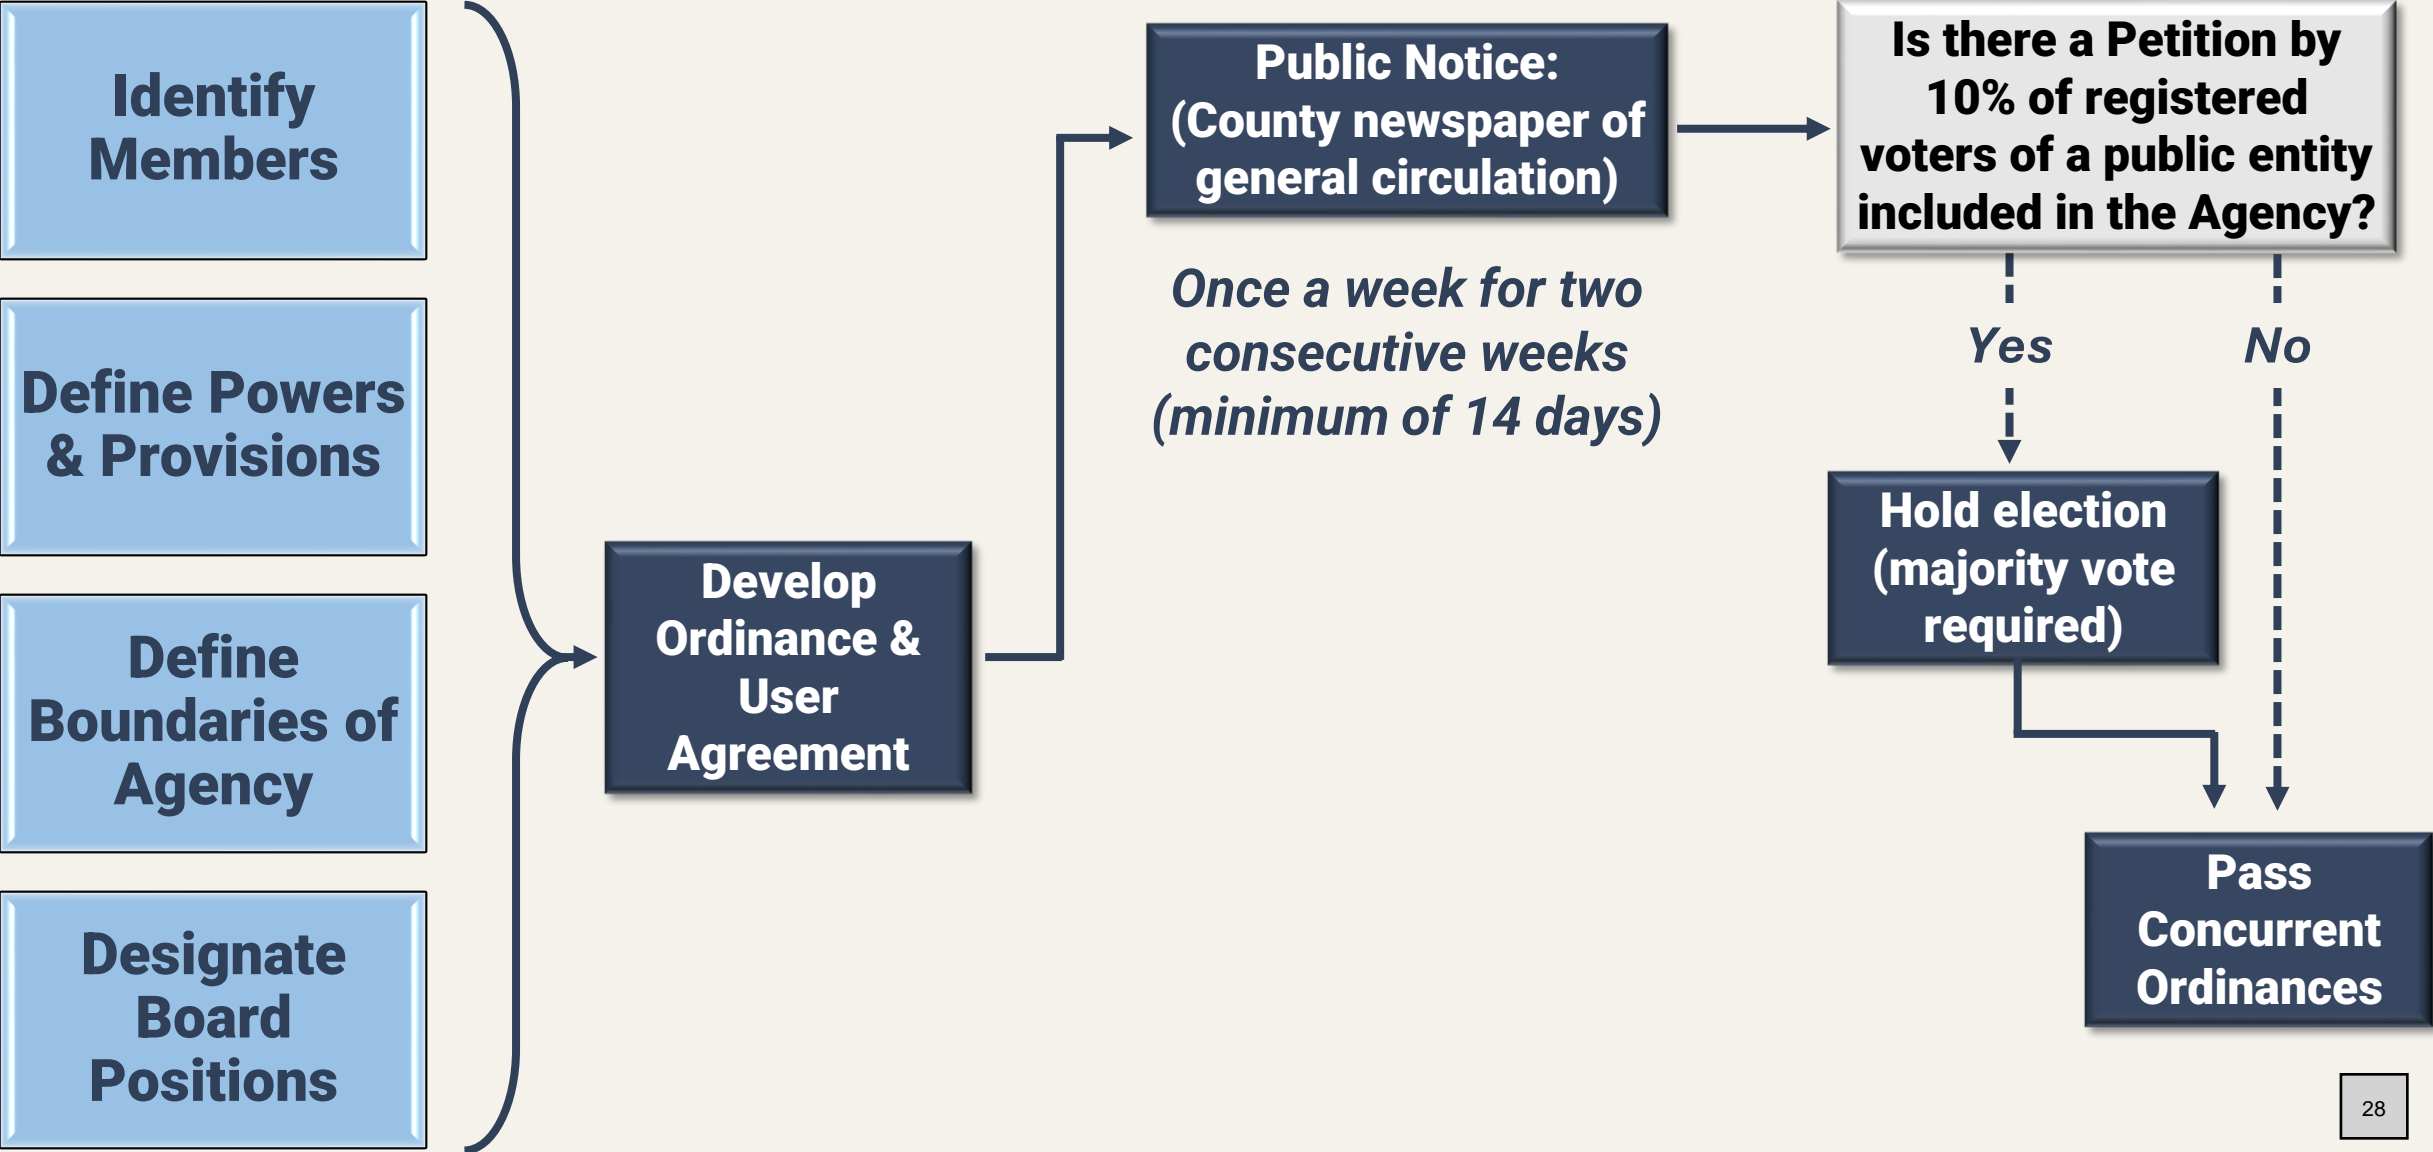 Identify
Members
Define Powers
& Provisions
Define
Boundaries of
Agency
Designate
Board
Positions
Develop
Ordinance &
User
Agreement
Public Notice:
(County newspaper of
general circulation)
Once a week for two
consecutive weeks
(minimum of 14 days)
Is there a Petition by
10% of registered
voters of a public entity
included in the Agency?
Yes
No
Hold election
(majority vote
required)
Pass
Concurrent
Ordinances
28